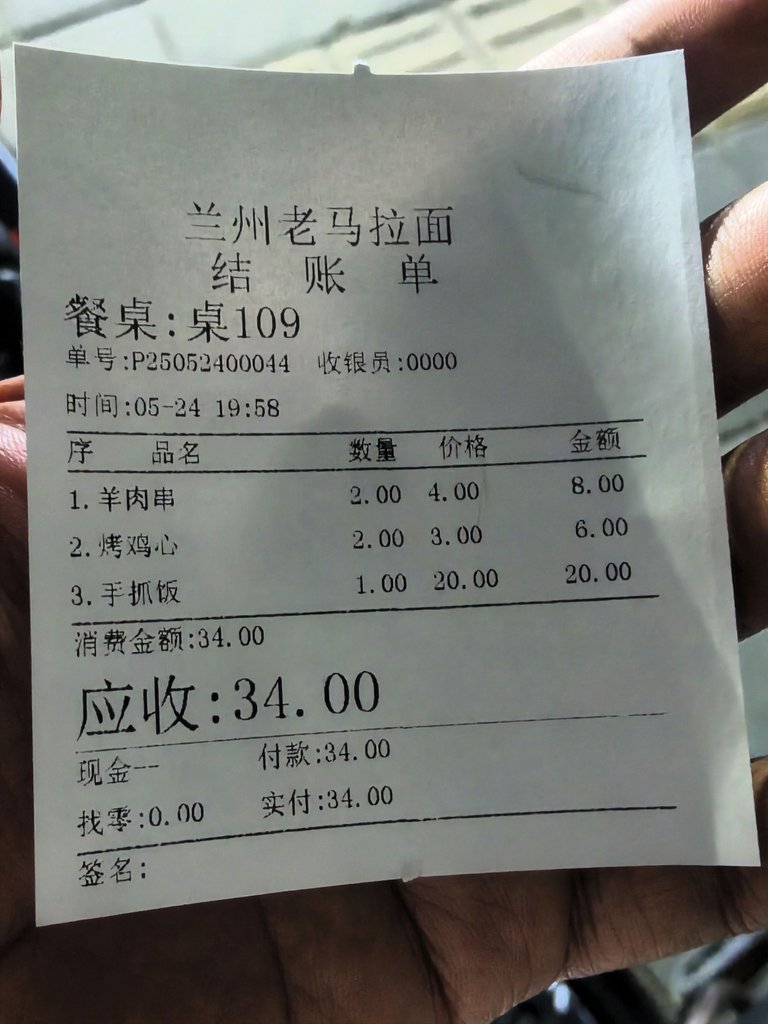 兰州老马拉面
结 账 单
餐桌:桌109
单号:P25052400044 收银员:0000
时间:05-24 19:58
序 品名 数量 价格 金额
1.羊肉串 2.00 4.00 8.00
2.烤鸡心 2.00 3.00 6.00
3.手抓饭 1.00 20.00 20.00
消费金额:34.00
应收:34.00
现金-- 付款:34.00
找零:0.00 实付:34.00
签名: